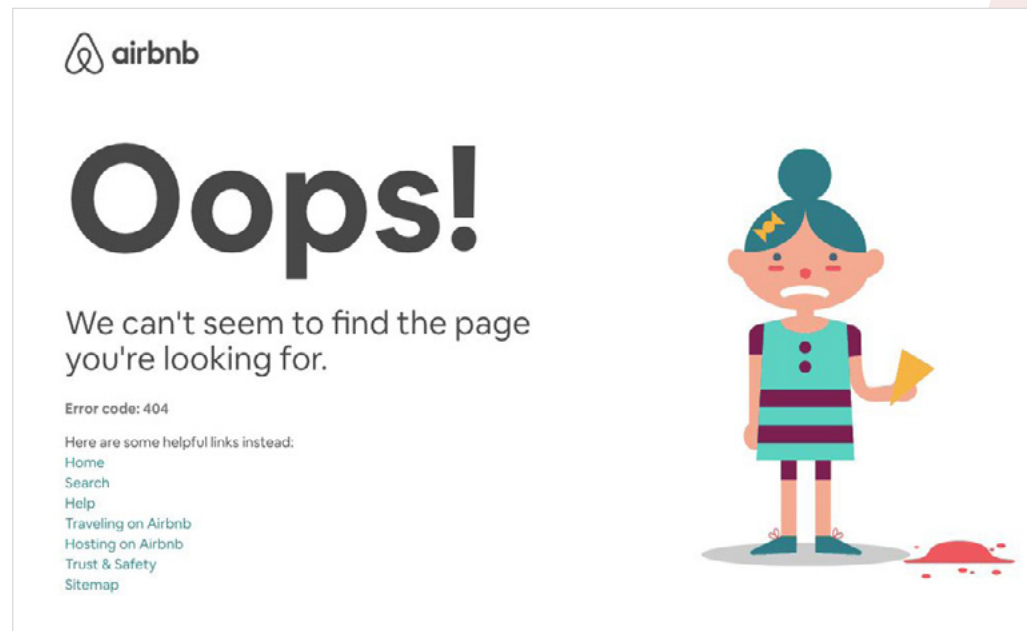 airbnb
Oops!
We can't seem to find the page
you're looking for.
Error code: 404
Here are some helpful links instead:
Home
Search
Help
Traveling on Airbnb
Hosting on Airbnb
Trust & Safety
Sitemap